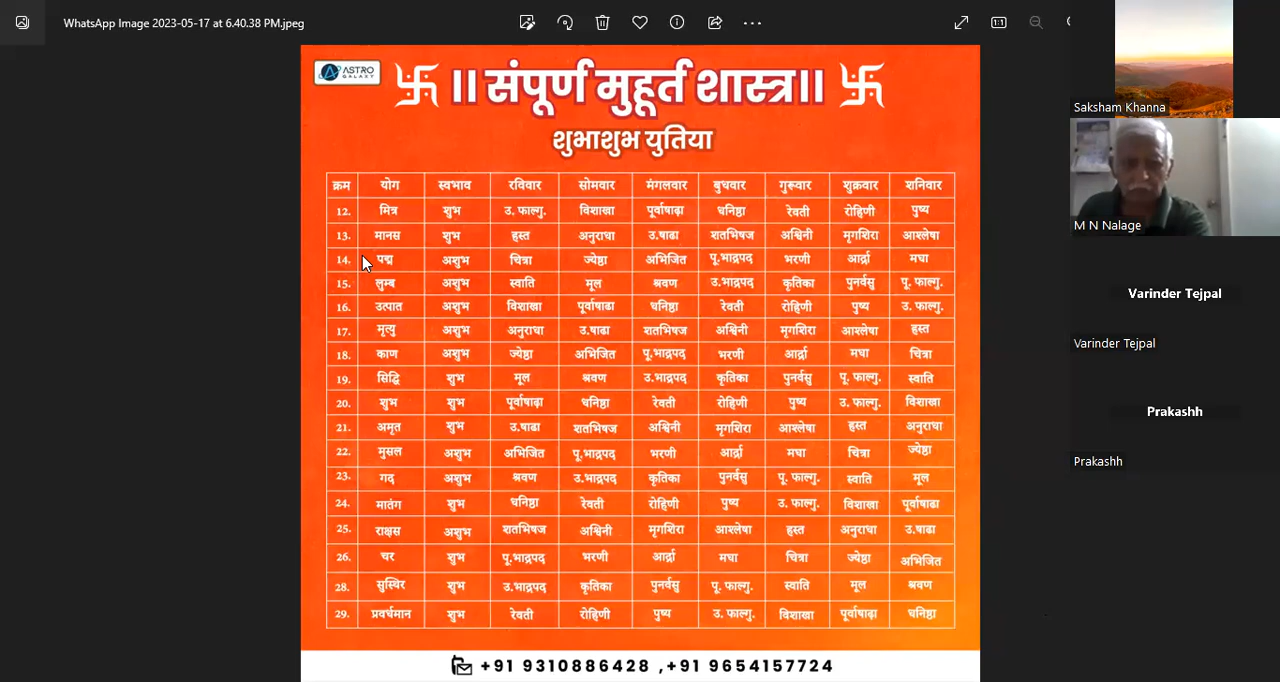 WhatsApp Image 2023-05-17 at 6.40.38 PM.jpeg
1:1
ASTRO GALAXY
॥ संपूर्ण मुहूर्त शास्त्र॥
शुभाशुभ युतिया
क्रम योग स्वभाव रविवार सोमवार मंगलवार बुधवार गुरूवार शुक्रवार शनिवार
12. मित्र शुभ उ. फाल्गु. विशाखा पूर्वाषाढ़ा धनिष्ठा रेवती रोहिणी पुष्य
13. मानस शुभ हस्त अनुराधा उ.षाढा शतभिषज अश्विनी मृगशिरा आश्लेषा
14. पद्म अशुभ चित्रा ज्येष्ठा अभिजित पू.भाद्रपद भरणी आर्द्रा मघा
15. लुम्ब अशुभ स्वाति मूल श्रवण उ.भाद्रपद कृतिका पुनर्वसु पू. फाल्गु.
16. उत्पात अशुभ विशाखा पूर्वाषाढा धनिष्ठा रेवती रोहिणी पुष्य उ. फाल्गु.
17. मृत्यु अशुभ अनुराधा उ.षाढा शतभिषज अश्विनी मृगशिरा आश्लेषा हस्त
18. काण अशुभ ज्येष्ठा अभिजित पू.भाद्रपद भरणी आर्द्रा मघा चित्रा
19. सिद्धि शुभ मूल श्रवण उ.भाद्रपद कृतिका पुनर्वसु पू. फाल्गु. स्वाति
20. शुभ शुभ पूर्वाषाढ़ा धनिष्ठा रेवती रोहिणी पुष्य उ. फाल्गु. विशाखा
21. अमृत शुभ उ.षाढा शतभिषज अश्विनी मृगशिरा आश्लेषा हस्त अनुराधा
22. मुसल अशुभ अभिजित पू.भाद्रपद भरणी आर्द्रा मघा चित्रा ज्येष्ठा
23. गद अशुभ श्रवण उ.भाद्रपद कृतिका पुनर्वसु पू. फाल्गु. स्वाति मूल
24. मातंग शुभ धनिष्ठा रेवती रोहिणी पुष्य उ. फाल्गु. विशाखा पूर्वाषाढा
25. राक्षस अशुभ शतभिषज अश्विनी मृगशिरा आश्लेषा हस्त अनुराधा उ.षाढा
26. चर शुभ पू.भाद्रपद भरणी आर्द्रा मघा चित्रा ज्येष्ठा अभिजित
28. सुस्थिर शुभ उ.भाद्रपद कृतिका पुनर्वसु पू. फाल्गु. स्वाति मूल श्रवण
29. प्रवर्धमान शुभ रेवती रोहिणी पुष्य उ. फाल्गु. विशाखा पूर्वाषाढ़ा धनिष्ठा
+91 9310886428 ,+91 9654157724
Saksham Khanna
M N Nalage
Varinder Tejpal
Varinder Tejpal
Prakashh
Prakashh